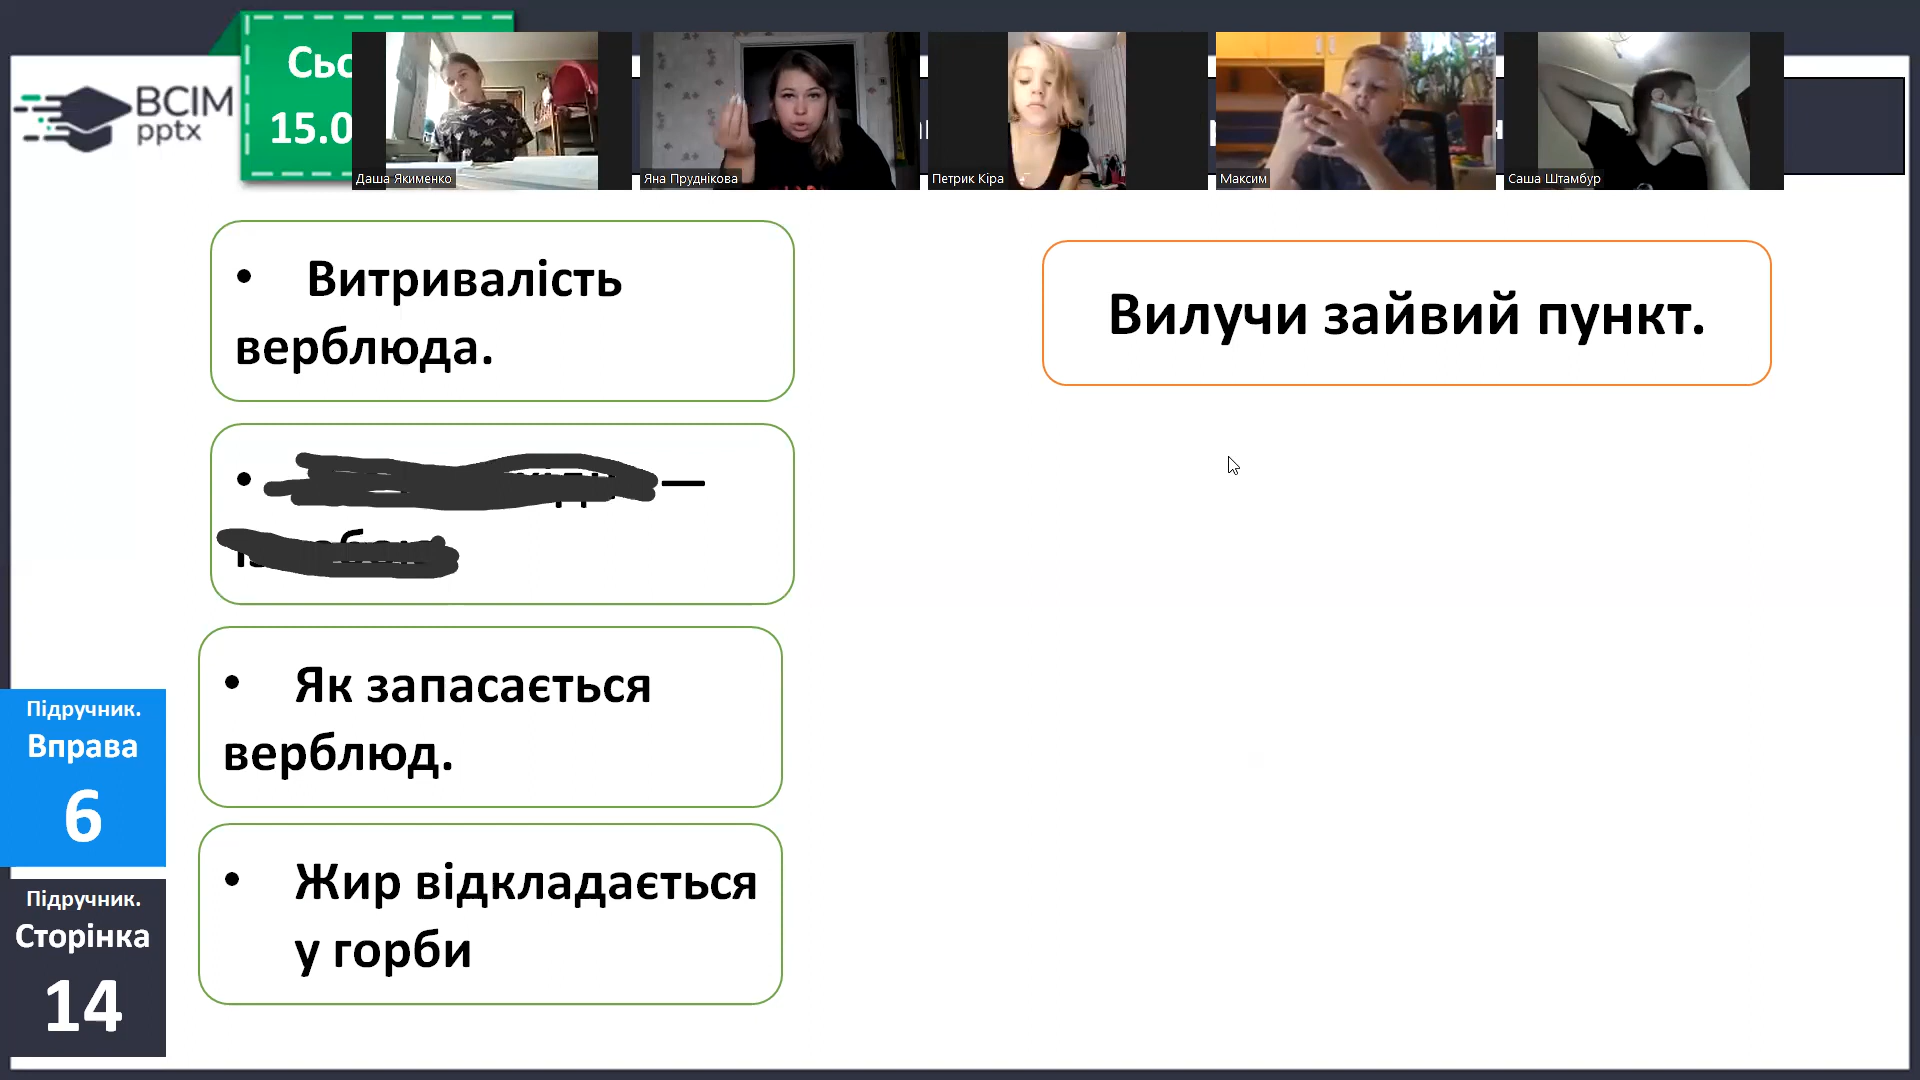 Сьо
15.0
BCIM
pptx
Даша Якименко
Яна Пруднікова
Петрик Кіра
Максим
Саша Штамбур
• Витривалість
верблюда.
Вилучи зайвий пункт.
• —
• Як запасається
верблюд.
• Жир відкладається
у горби
Підручник.
Вправа
6
Підручник.
Сторінка
14